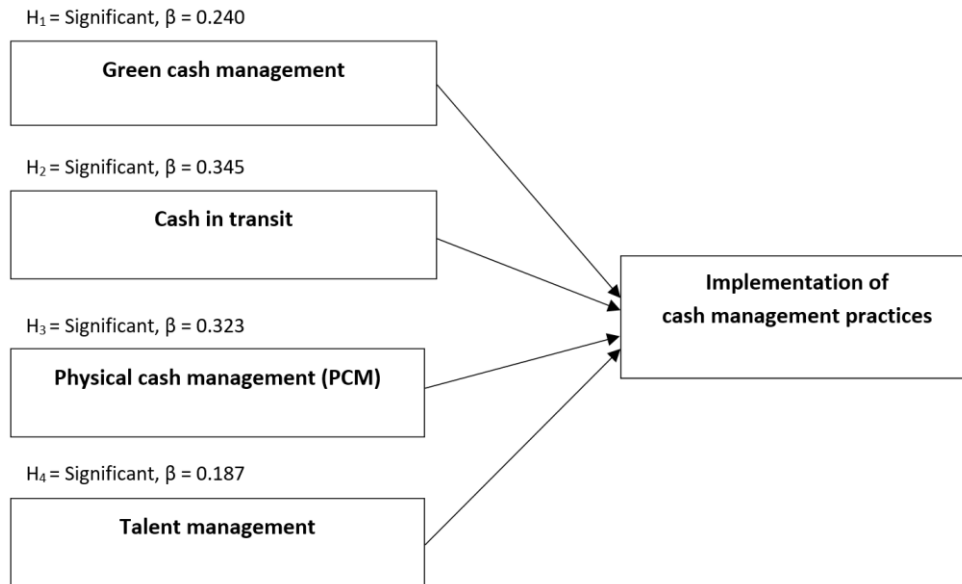 H₁ = Significant, β = 0.240
Green cash management
H₂ = Significant, β = 0.345
Cash in transit
H₃ = Significant, β = 0.323
Physical cash management (PCM)
H₄ = Significant, β = 0.187
Talent management
Implementation of
cash management practices